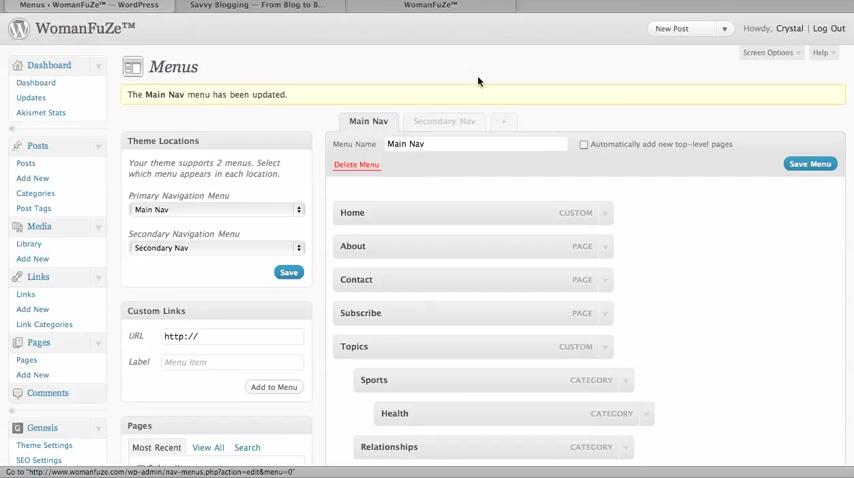 Menus ‹ WomanFuZe™ — WordPress
Savvy Blogging — From Blog to B...
WomanFuZe™
WomanFuZe™
New Post
Howdy, Crystal | Log Out
Screen Options
Help
Dashboard
Dashboard
Updates
Akismet Stats
Posts
Posts
Add New
Categories
Post Tags
Media
Library
Add New
Links
Links
Add New
Link Categories
Pages
Pages
Add New
Comments
Genesis
Theme Settings
SEO Settings
Menus
The Main Nav menu has been updated.
Theme Locations
Your theme supports 2 menus. Select
which menu appears in each location.
Primary Navigation Menu
Main Nav
Secondary Navigation Menu
Secondary Nav
Save
Custom Links
URL http://
Label Menu Item
Add to Menu
Pages
Most Recent View All Search
Main Nav
Secondary Nav
+
Menu Name Main Nav
Automatically add new top-level pages
Delete Menu
Save Menu
Home CUSTOM
About PAGE
Contact PAGE
Subscribe PAGE
Topics CUSTOM
Sports CATEGORY
Health CATEGORY
Relationships CATEGORY
Go to "http://www.womanfuze.com/wp-admin/nav-menus.php?action=edit&menu=0"